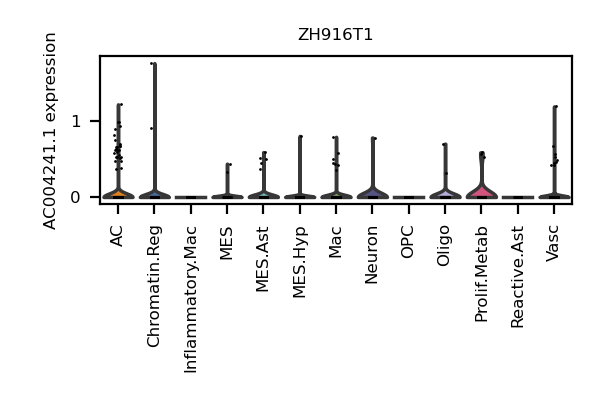 ZH916T1
AC004241.1 expression
1
0
AC
Chromatin.Reg
Inflammatory.Mac
MES
MES.Ast
MES.Hyp
Mac
Neuron
OPC
Oligo
Prolif.Metab
Reactive.Ast
Vasc